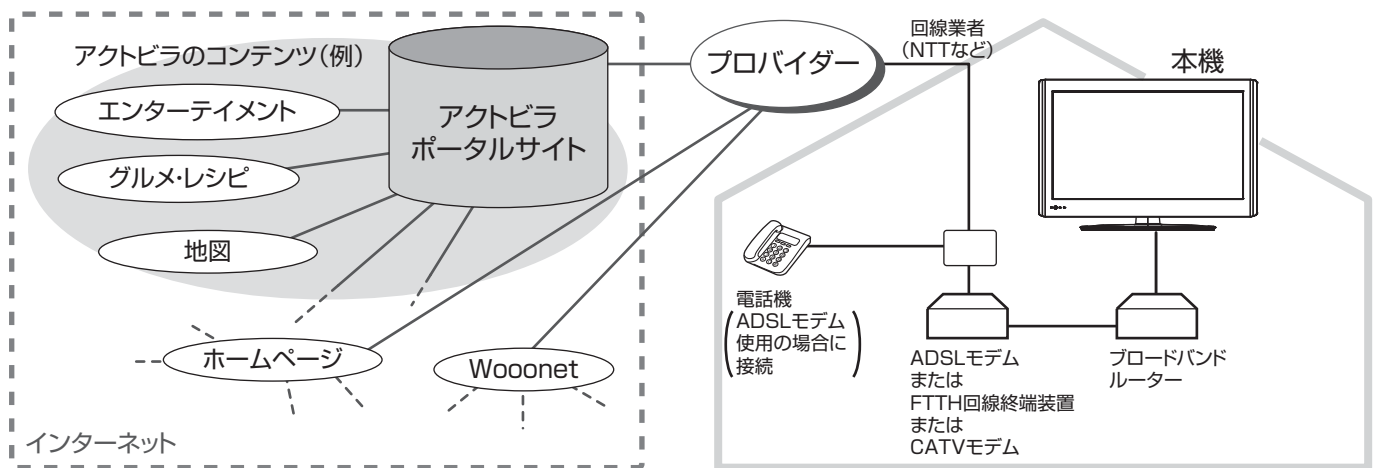 アクトビラのコンテンツ(例)
エンターテイメント
グルメ・レシピ
地図
アクトビラ
ポータルサイト
ホームページ
Wooonet
インターネット
プロバイダー
回線業者
(NTTなど)
本機
電話機
(ADSLモデム
使用の場合に
接続)
ADSLモデム
または
FTTH回線終端装置
または
CATVモデム
ブロードバンド
ルーター